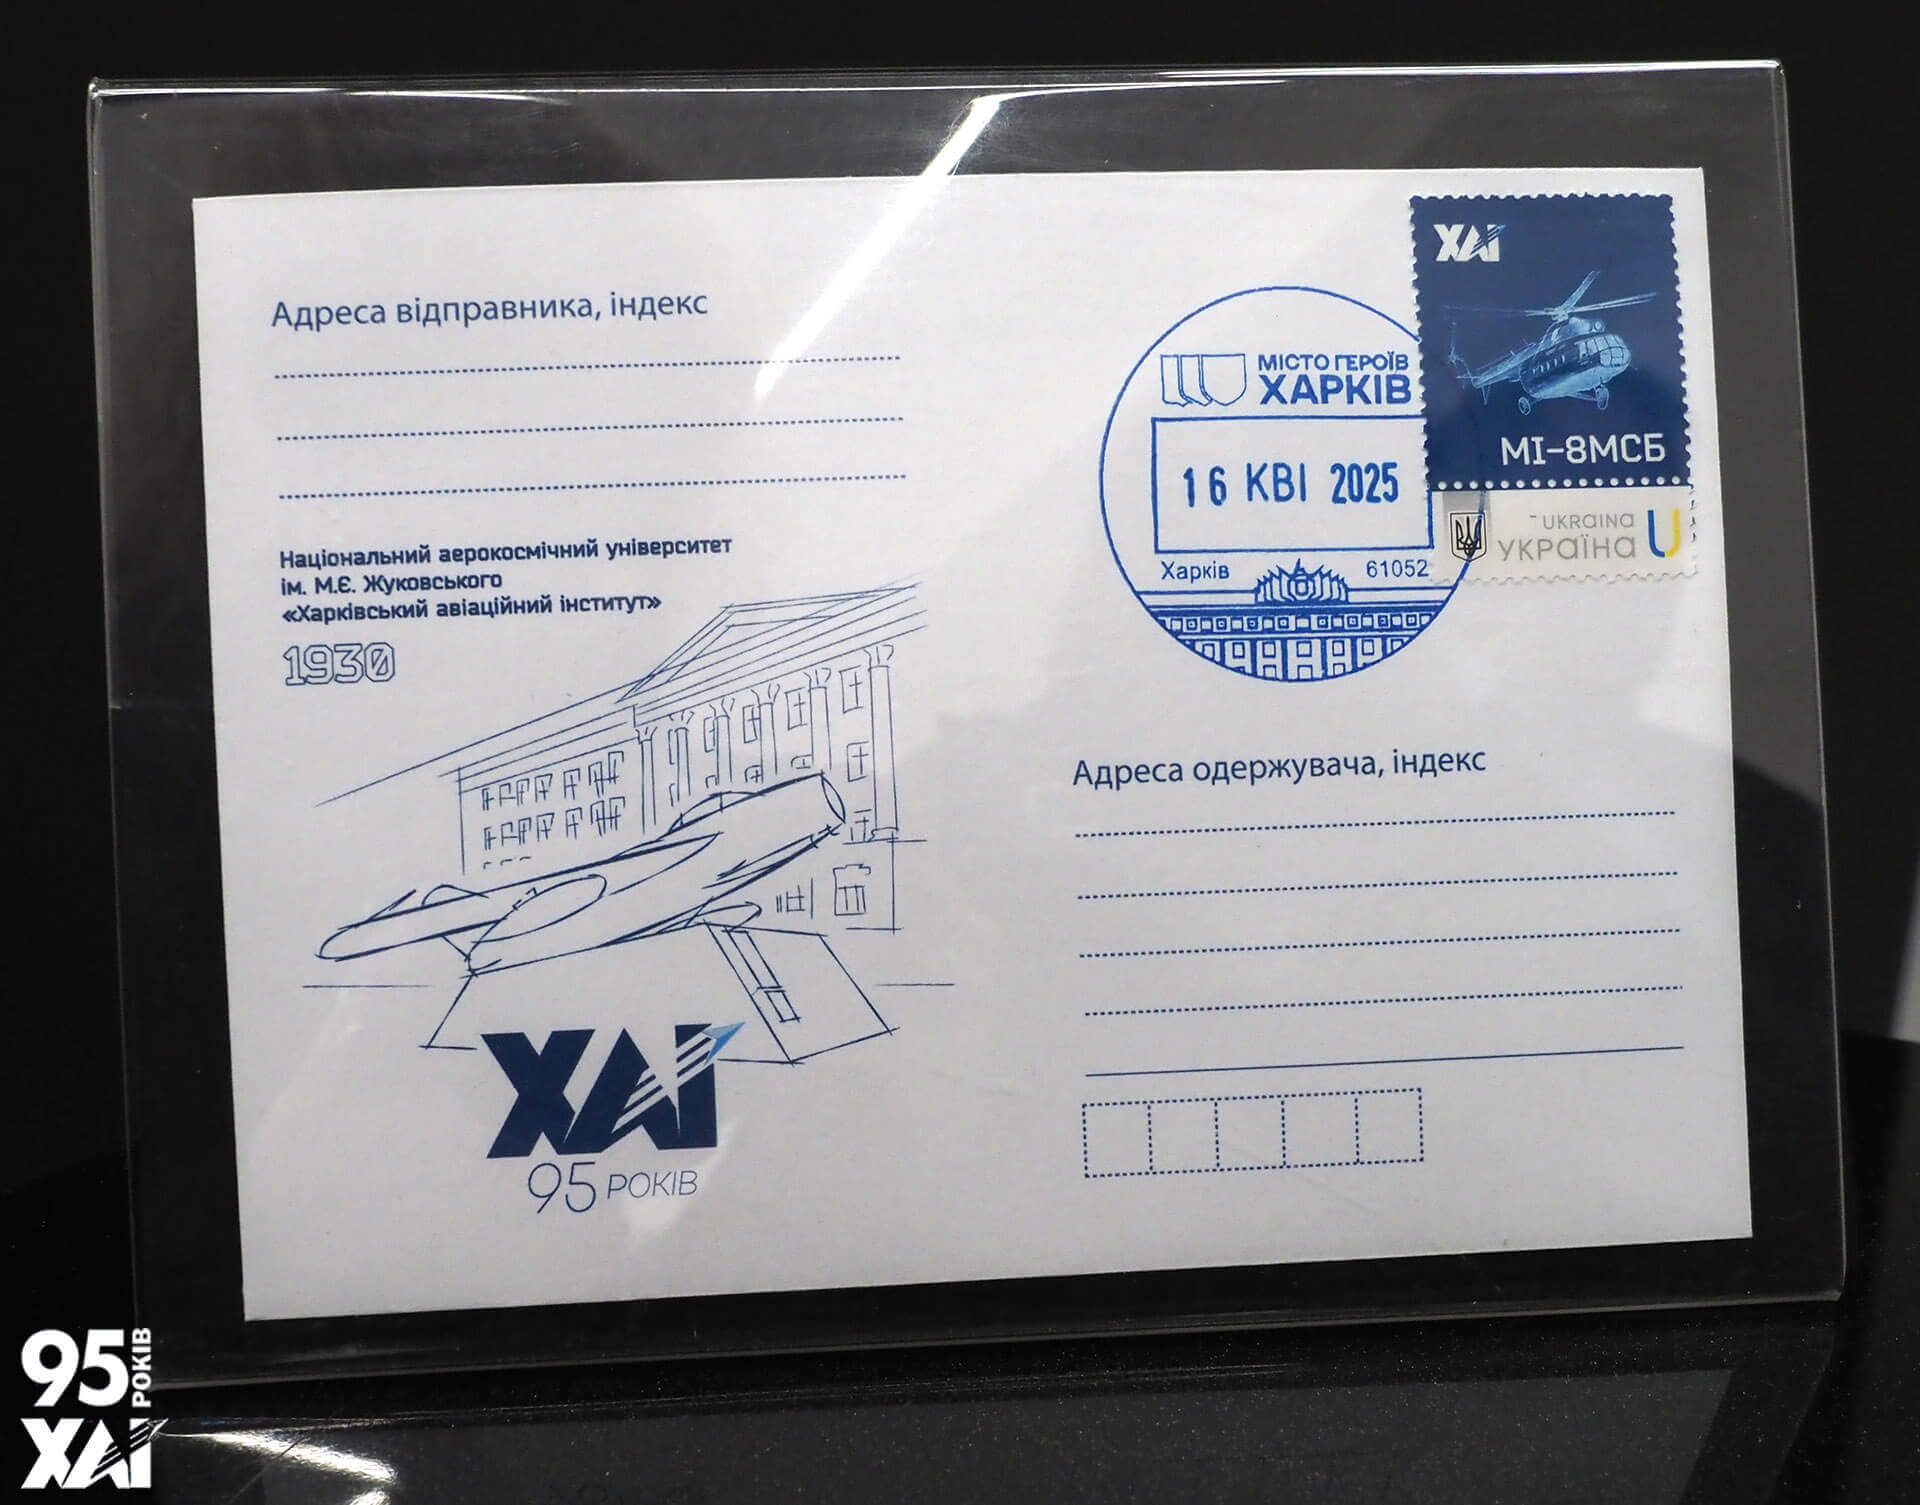 Адреса відправника, індекс
Національний аерокосмічний університет
ім. М.Є. Жуковського
«Харківський авіаційний інститут»
1930
ХАІ
95 РОКІВ
МІСТО ГЕРОЇВ
ХАРКІВ
16 КВІ 2025
Харків 61052
ХАІ
МІ-8МСБ
UKRAINA
УКРАЇНА U
Адреса одержувача, індекс
95 РОКІВ
ХАІ